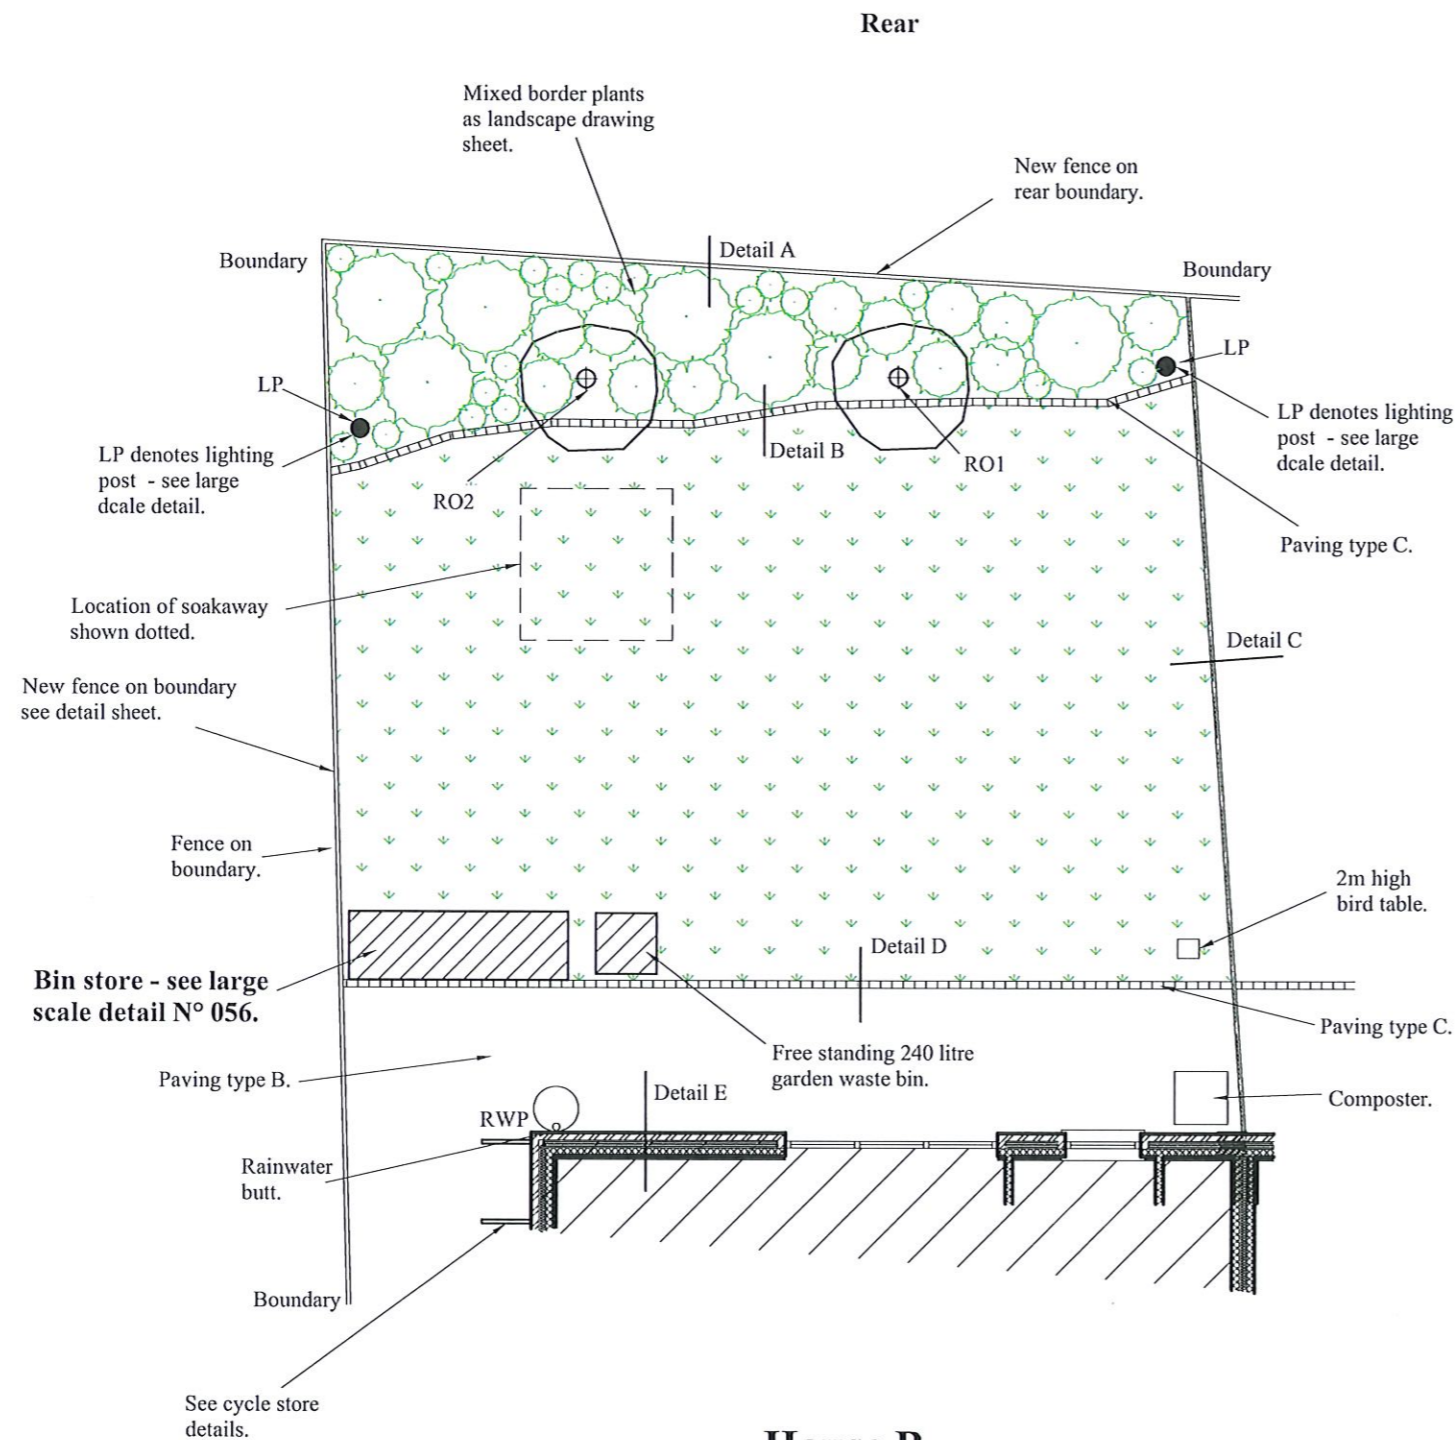 Rear
Mixed border plants
as landscape drawing
sheet.
New fence on
rear boundary.
Boundary
Detail A
Boundary
LP
LP
LP denotes lighting
post - see large
dcale detail.
LP denotes lighting
post - see large
dcale detail.
Detail B
RO1
RO2
Paving type C.
Location of soakaway
shown dotted.
Detail C
New fence on boundary
see detail sheet.
Fence on
boundary.
2m high
bird table.
Detail D
Bin store - see large
scale detail N° 056.
Paving type C.
Free standing 240 litre
garden waste bin.
Paving type B.
Detail E
Composter.
RWP
Rainwater
butt.
Boundary
See cycle store
details.